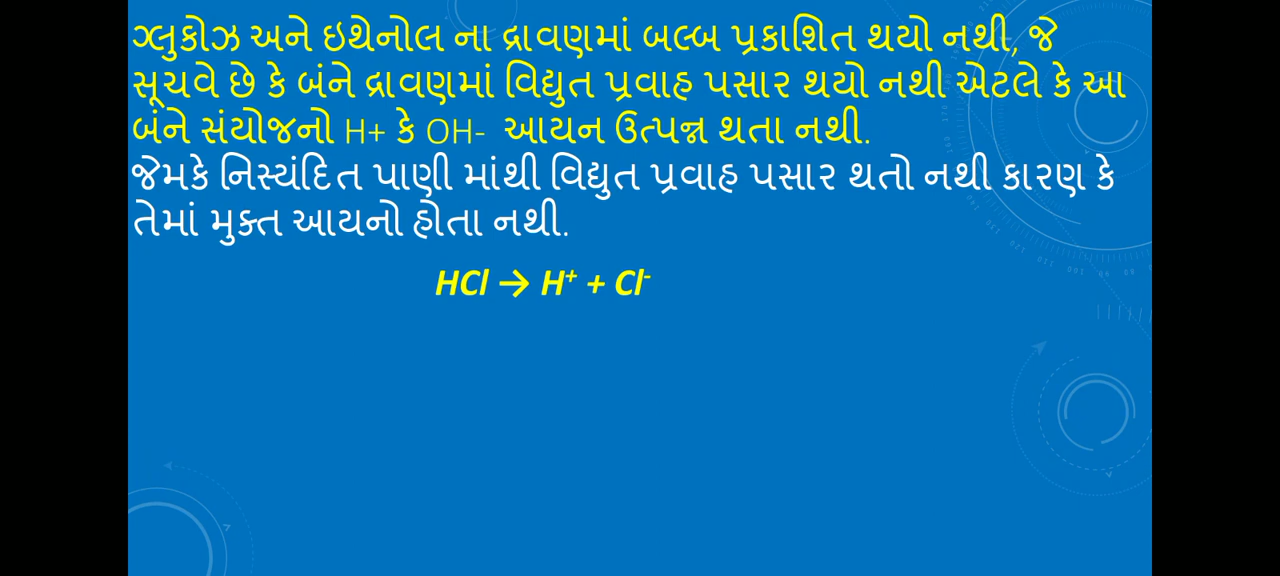 ગ્લુકોઝ અને ઇથેનોલ ના દ્રાવણમાં બલ્બ પ્રકાશિત થયો નથી, જે
સૂચવે છે કે બંને દ્રાવણમાં વિદ્યુત પ્રવાહ પસાર થયો નથી એટલે કે આ
બંને સંયોજનો H+ કે OH- આયન ઉત્પન્ન થતા નથી.
જેમકે નિસ્યંદિત પાણી માંથી વિદ્યુત પ્રવાહ પસાર થતો નથી કારણ કે
તેમાં મુક્ત આયનો હોતા નથી.
HCl → H⁺ + Cl⁻